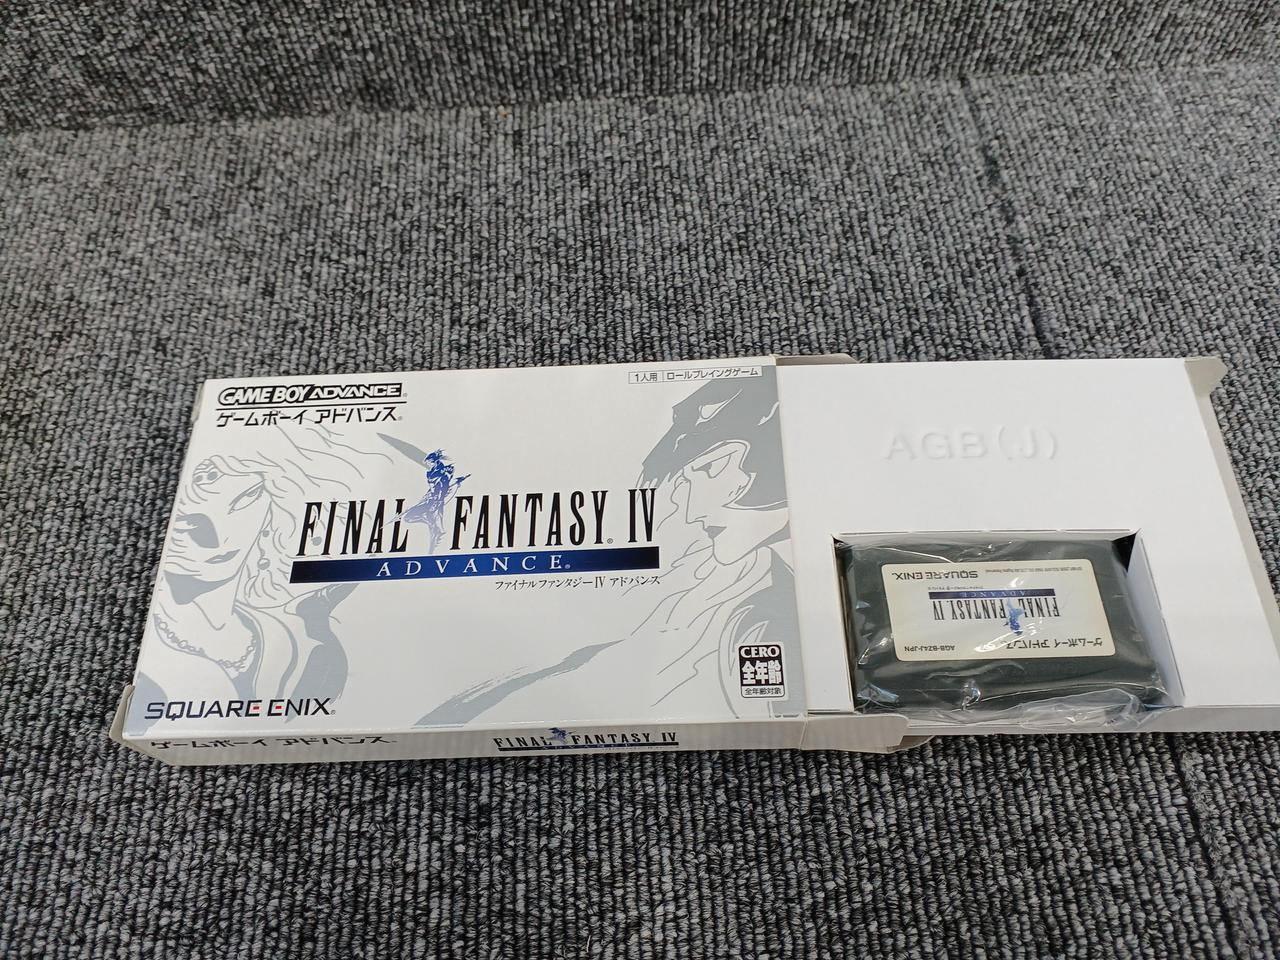 GAME BOY ADVANCE
ゲームボーイ アドバンス
1人用 ロールプレイングゲーム
FINAL FANTASY IV
ADVANCE
ファイナルファンタジーIV アドバンス
CERO
全年齢
全年齢対象
SQUARE ENIX
ゲームボーイ アドバンス
FINAL FANTASY IV
ADVANCE
AGB(J)
ゲームボーイ アドバンス
AGB-BZ4J-JPN
FINAL FANTASY IV
ADVANCE
SQUARE ENIX